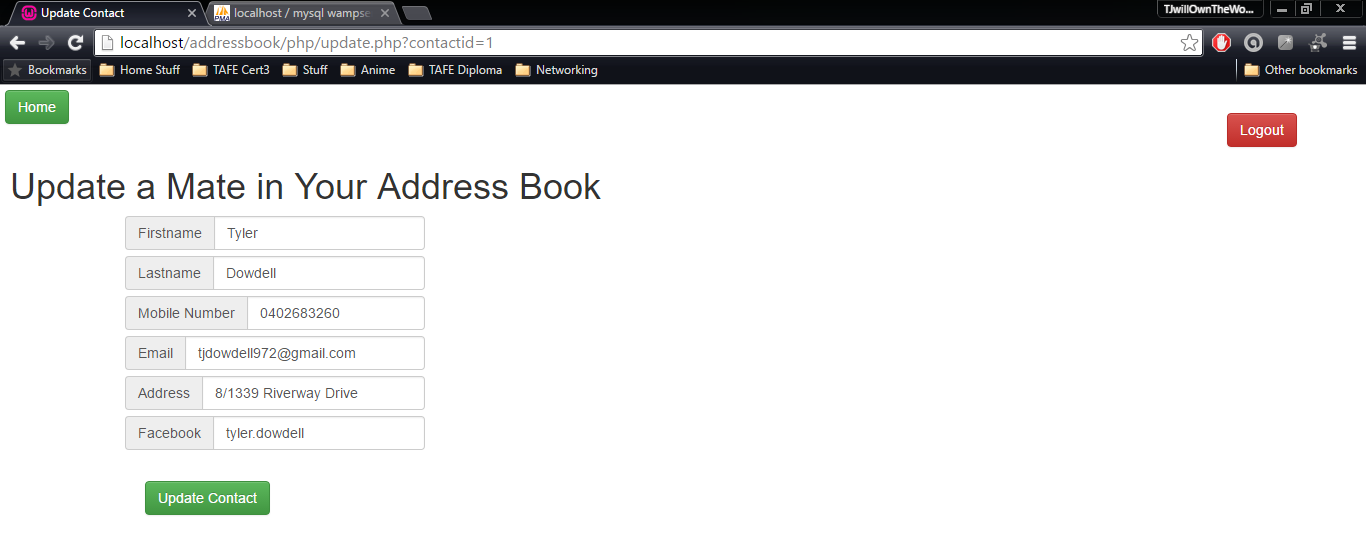 Update Contact
localhost / mysql wampse
TJwillOwnTheWo...
localhost/addressbook/php/update.php?contactid=1
Bookmarks Home Stuff TAFE Cert3 Stuff Anime TAFE Diploma Networking Other bookmarks
Home
Logout
Update a Mate in Your Address Book
Firstname Tyler
Lastname Dowdell
Mobile Number 0402683260
Email tjdowdell972@gmail.com
Address 8/1339 Riverway Drive
Facebook tyler.dowdell
Update Contact